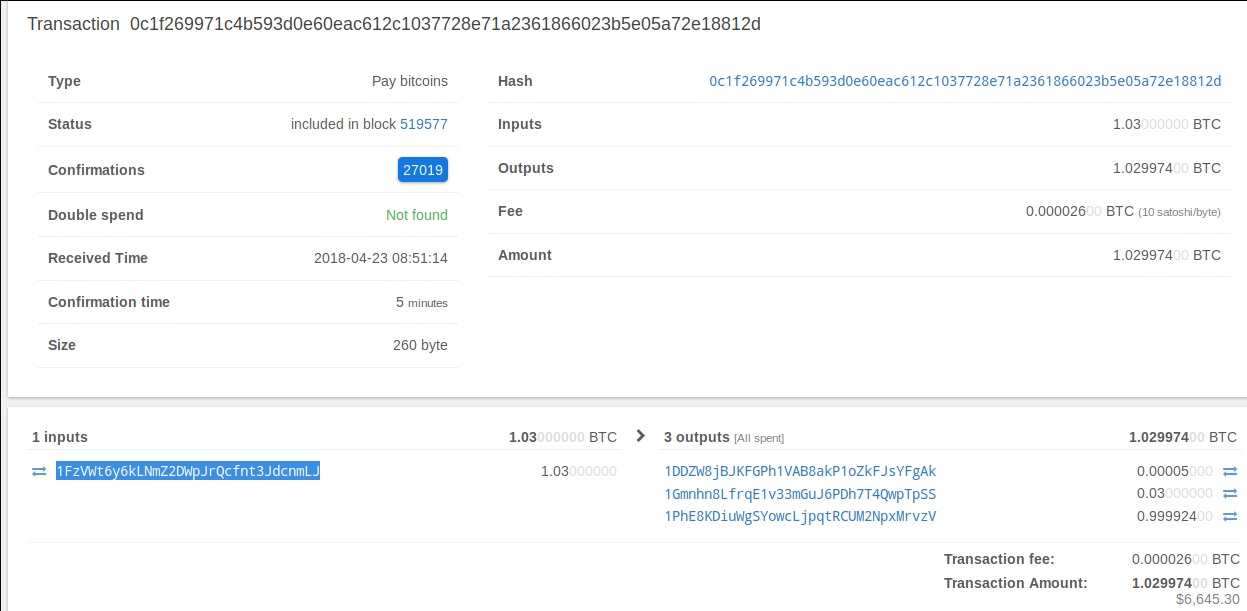 Transaction 0c1f269971c4b593d0e60eac612c1037728e71a2361866023b5e05a72e18812d
Type Pay bitcoins
Status included in block 519577
Confirmations 27019
Double spend Not found
Received Time 2018-04-23 08:51:14
Confirmation time 5 minutes
Size 260 byte
Hash 0c1f269971c4b593d0e60eac612c1037728e71a2361866023b5e05a72e18812d
Inputs 1.03000000 BTC
Outputs 1.02997400 BTC
Fee 0.00002600 BTC (10 satoshi/byte)
Amount 1.02997400 BTC
1 inputs 1.03000000 BTC
1FzVWt6y6kLNmZ2DWpJrQcfnt3JdcnmLJ 1.03000000
3 outputs [All spent] 1.02997400 BTC
1DDZW8jBJKFGPh1VAB8akP1oZkFJsYFgAk 0.00005000
1Gmnhn8LfrqE1v33mGuJ6PDh7T4QwpTpSS 0.03000000
1PhE8KDiuWgSYowcLjpqtRCUM2NpxMrvzV 0.99992400
Transaction fee: 0.00002600 BTC
Transaction Amount: 1.02997400 BTC
$6,645.30